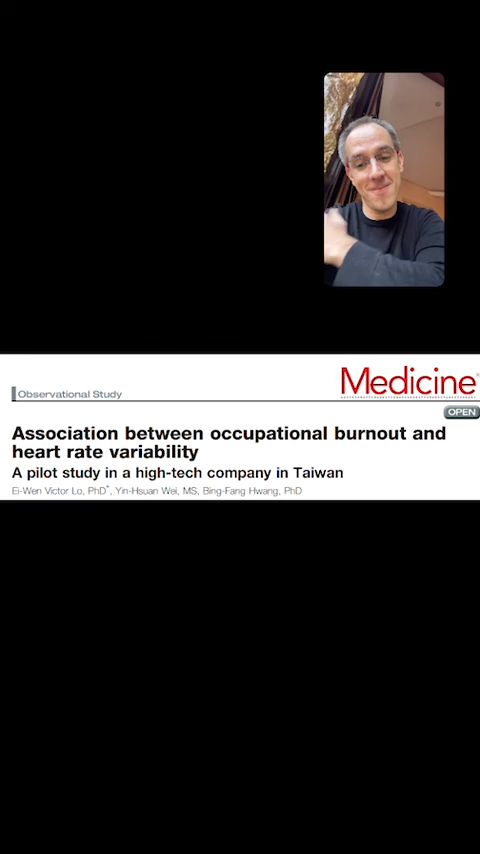 Medicine®
Observational Study
OPEN
Association between occupational burnout and
heart rate variability
A pilot study in a high-tech company in Taiwan
Ei-Wen Victor Lo, PhD*, Yin-Hsuan Wei, MS, Bing-Fang Hwang, PhD